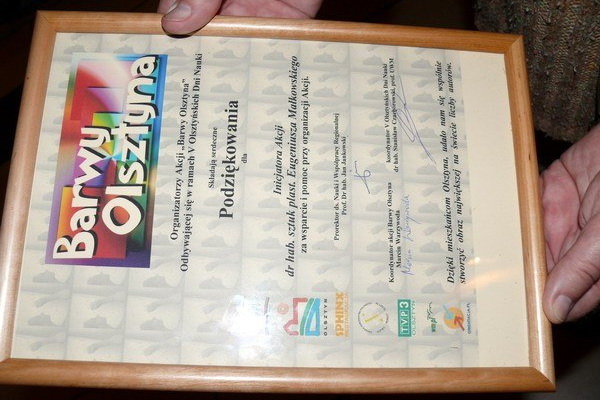 Barwy
Olsztyna
Organizatorzy Akcji „Barwy Olsztyna”
Odbywającej się w ramach V Olsztyńskich Dni Nauki
Składają serdeczne
Podziękowania
dla
Inicjatora Akcji
dr hab. sztuk plast. Eugeniusza Małkowskiego
za wsparcie i pomoc przy organizacji Akcji.
Prorektor ds. Nauki i Współpracy Regionalnej
Prof. Dr hab. Jan Jankowski
Koordynator akcji Barwy Olsztyna
Marcin Warzywoda
koordynator V Olsztyńskich Dni Nauki
dr hab. Stanisław Czachorowski, prof. UWM
Dzięki mieszkańcom Olsztyna, udało nam się wspólnie
stworzyć obraz największej na świecie liczby autorów.
OLSZTYN
SPHINX
TVP3
OLSZTYN